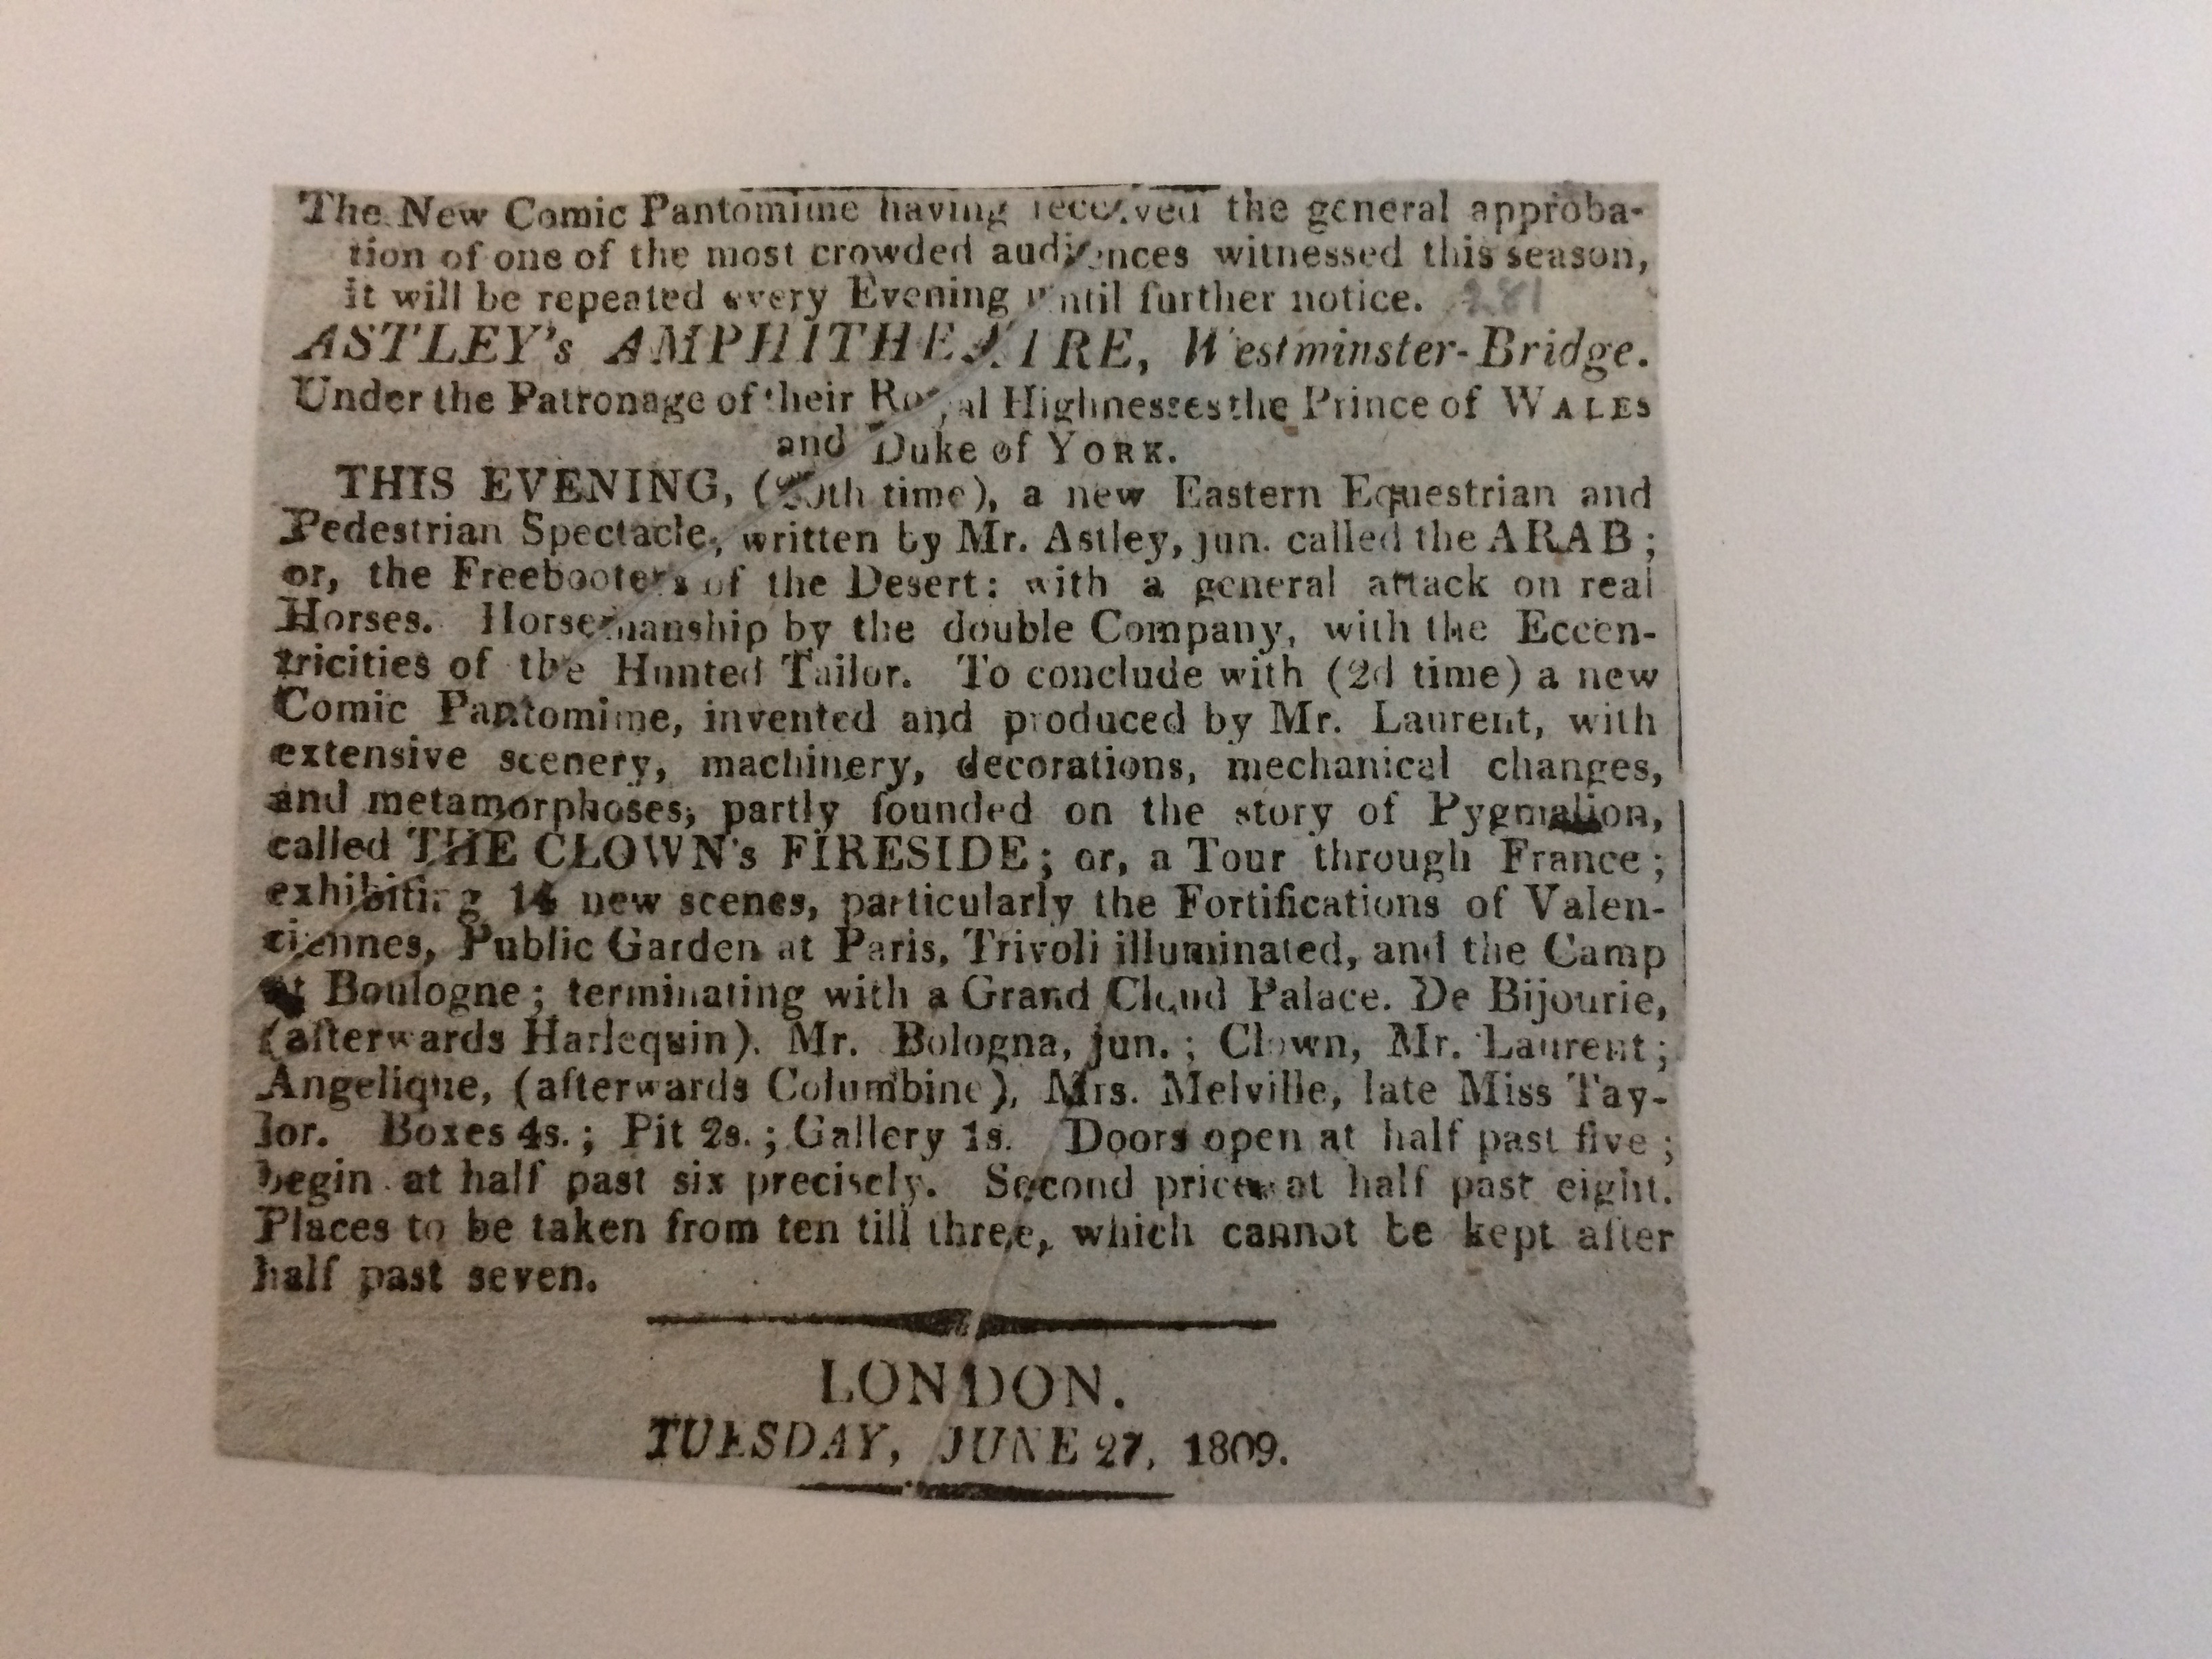 The New Comic Pantomime having received the general approba-
tion of one of the most crowded audiences witnessed this season,
it will be repeated every Evening until further notice.
ASTLEY's AMPHITHEATRE, Westminster-Bridge.
Under the Patronage of their Royal Highnesses the Prince of WALES
and Duke of YORK.
THIS EVENING, ( time), a new Eastern Equestrian and
Pedestrian Spectacle, written by Mr. Astley, jun. called the ARAB;
or, the Freebooters of the Desert: with a general attack on real
Horses. Horsemanship by the double Company, with the Eccen-
tricities of the Hunted Tailor. To conclude with (2d time) a new
Comic Pantomime, invented and produced by Mr. Laurent, with
extensive scenery, machinery, decorations, mechanical changes,
and metamorphoses, partly founded on the story of Pygmalion,
called THE CLOWN's FIRESIDE; or, a Tour through France;
exhibiting 14 new scenes, particularly the Fortifications of Valen-
ciennes, Public Garden at Paris, Trivoli illuminated, and the Camp
at Boulogne; terminating with a Grand Cloud Palace. De Bijourie,
(afterwards Harlequin). Mr. Bologna, jun.; Clown, Mr. Laurent;
Angelique, (afterwards Columbine), Mrs. Melville, late Miss Tay-
lor. Boxes 4s.; Pit 2s.; Gallery 1s. Doors open at half past five;
begin at half past six precisely. Second price at half past eight.
Places to be taken from ten till three, which cannot be kept after
half past seven.
LONDON.
TUESDAY, JUNE 27, 1809.